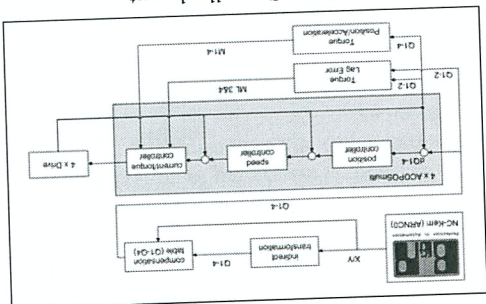 NC-Kern (ARNC0)
X/Y
indirect
transformation
Q1-4
compensation
table (Q1-Q4)
Q1-4
4 x ACOPOSmulti
dQ1-4
position
controller
speed
controller
current/torque
controller
4 x Drive
Q1-2
Q1-2
Torque
Lag Error
ML 3&4
Q1-4
Torque
Position/Acceleration
M1-4